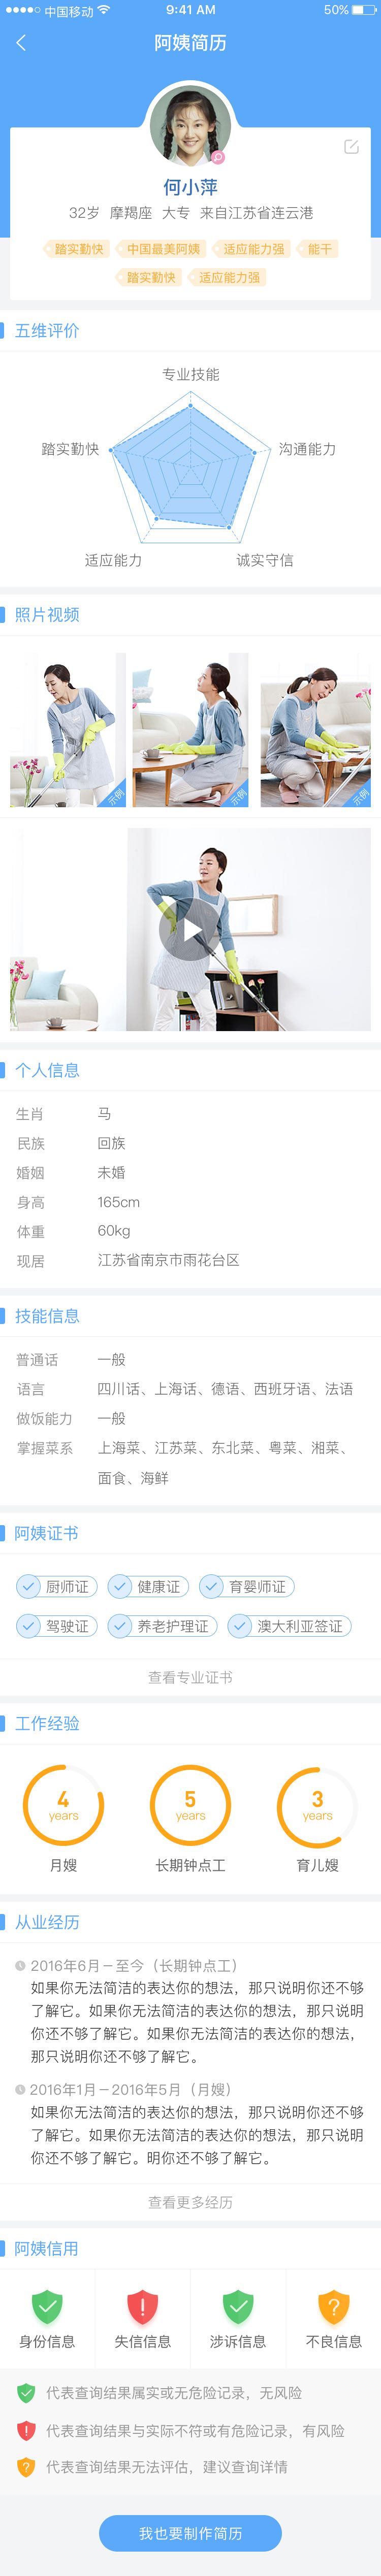 中国移动
9:41 AM
50%
阿姨简历
何小萍
32岁 摩羯座 大专 来自江苏省连云港
踏实勤快 中国最美阿姨 适应能力强 能干
踏实勤快 适应能力强
五维评价
专业技能
踏实勤快
沟通能力
适应能力
诚实守信
照片视频
示例
示例
示例
个人信息
生肖 马
民族 回族
婚姻 未婚
身高 165cm
体重 60kg
现居 江苏省南京市雨花台区
技能信息
普通话 一般
语言 四川话、上海话、德语、西班牙语、法语
做饭能力 一般
掌握菜系 上海菜、江苏菜、东北菜、粤菜、湘菜、
面食、海鲜
阿姨证书
厨师证 健康证 育婴师证
驾驶证 养老护理证 澳大利亚签证
查看专业证书
工作经验
4 years
5 years
3 years
月嫂
长期钟点工
育儿嫂
从业经历
2016年6月－至今（长期钟点工）
如果你无法简洁的表达你的想法，那只说明你还不够
了解它。如果你无法简洁的表达你的想法，那只说明
你还不够了解它。如果你无法简洁的表达你的想法，
那只说明你还不够了解它。
2016年1月－2016年5月（月嫂）
如果你无法简洁的表达你的想法，那只说明你还不够
了解它。如果你无法简洁的表达你的想法，那只说明
你还不够了解它。明你还不够了解它。
查看更多经历
阿姨信用
身份信息 失信信息 涉诉信息 不良信息
代表查询结果属实或无危险记录，无风险
代表查询结果与实际不符或有危险记录，有风险
代表查询结果无法评估，建议查询详情
我也要制作简历